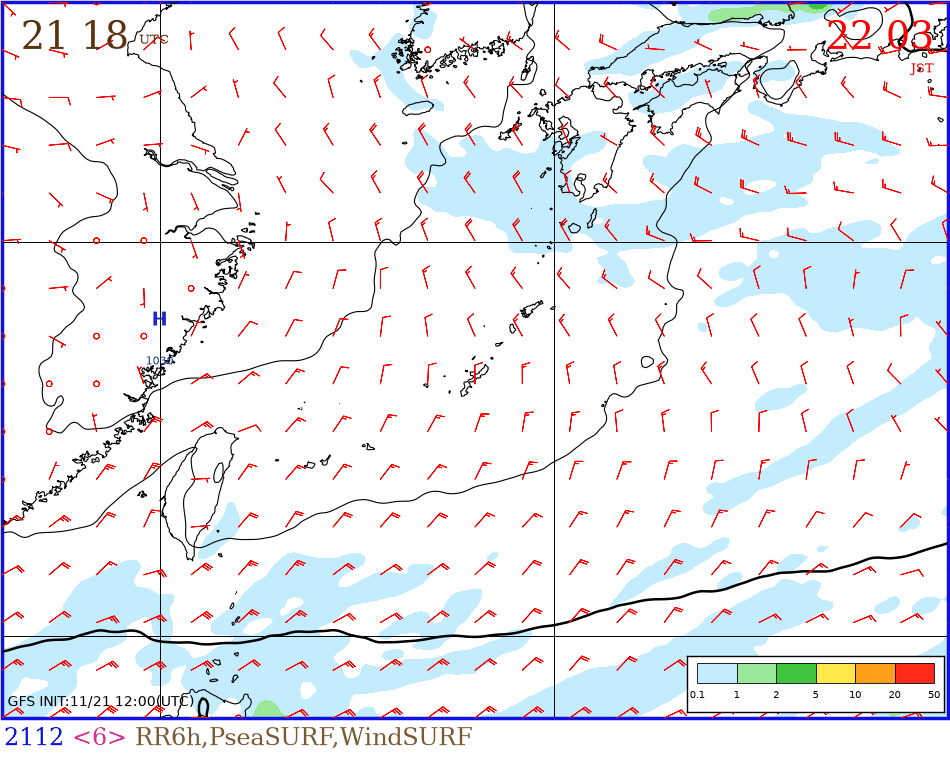 21 18 UTC
22 03
JST
H
GFS INIT:11/21 12:00(UTC)
0.1 1 2 5 10 20 50
2112 <6> RR6h,PseaSURF,WindSURF